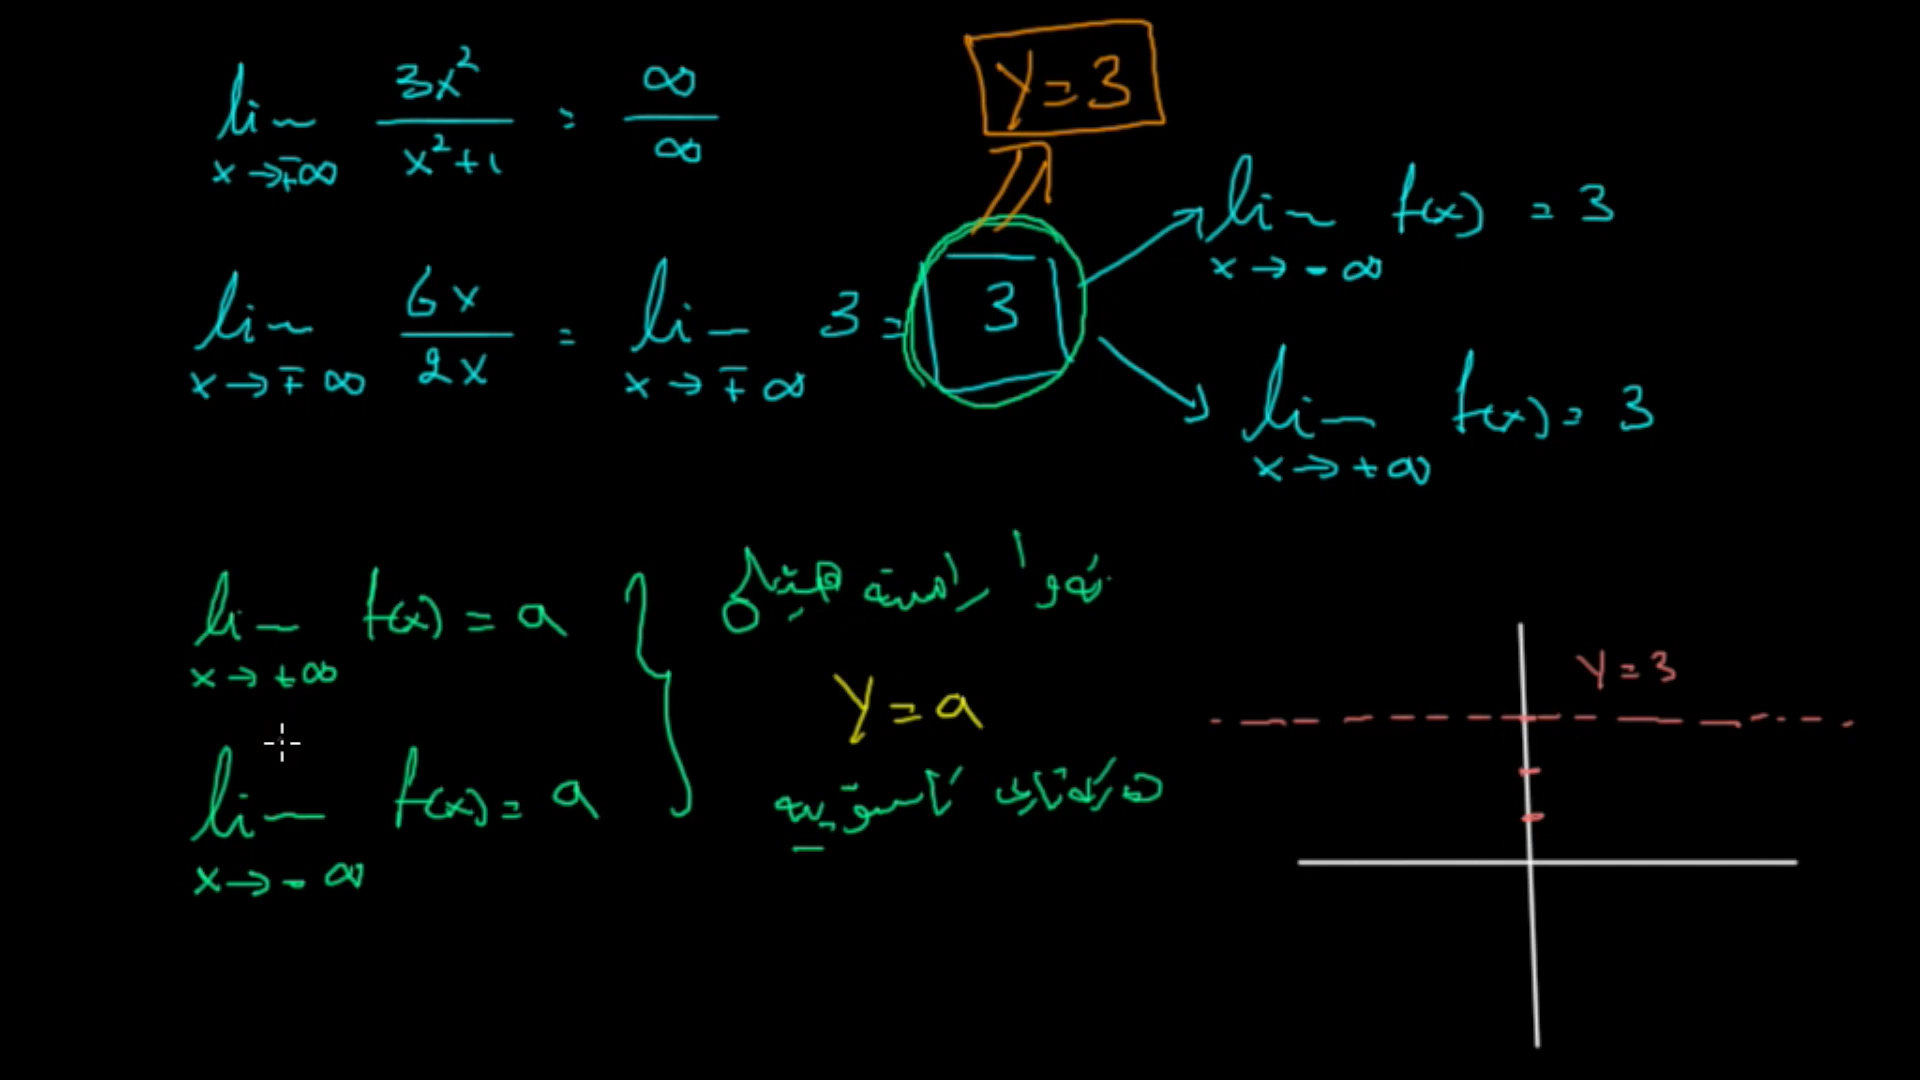 lim x→∓∞ 3x²/x²+1 = ∞/∞
y=3
lim x→∓∞ 6x/2x = lim x→∓∞ 3 = 3
lim x→-∞ f(x) = 3
lim x→+∞ f(x) = 3
lim x→+∞ f(x) = a
lim x→-∞ f(x) = a
y=a
y=3